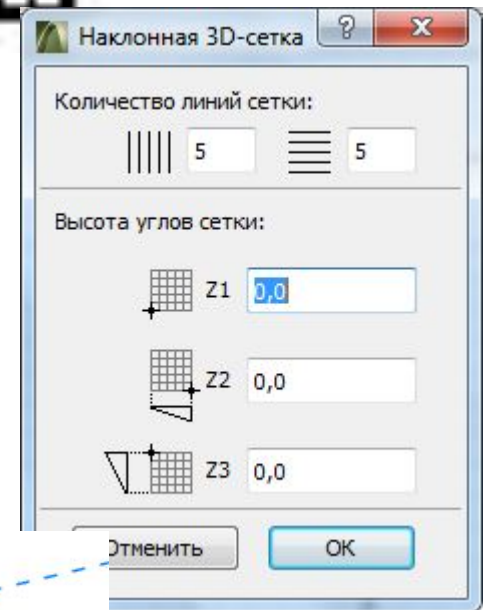 Наклонная 3D-сетка
Количество линий сетки:
5 5
Высота углов сетки:
Z1 0,0
Z2 0,0
Z3 0,0
Отменить OK